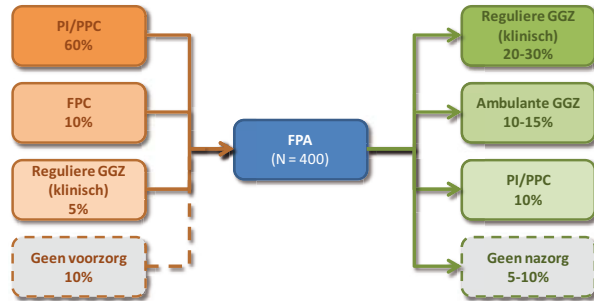 PI/PPC
60%
FPC
10%
Reguliere GGZ
(klinisch)
5%
Geen voorzorg
10%
FPA
(N = 400)
Reguliere GGZ
(klinisch)
20-30%
Ambulante GGZ
10-15%
PI/PPC
10%
Geen nazorg
5-10%